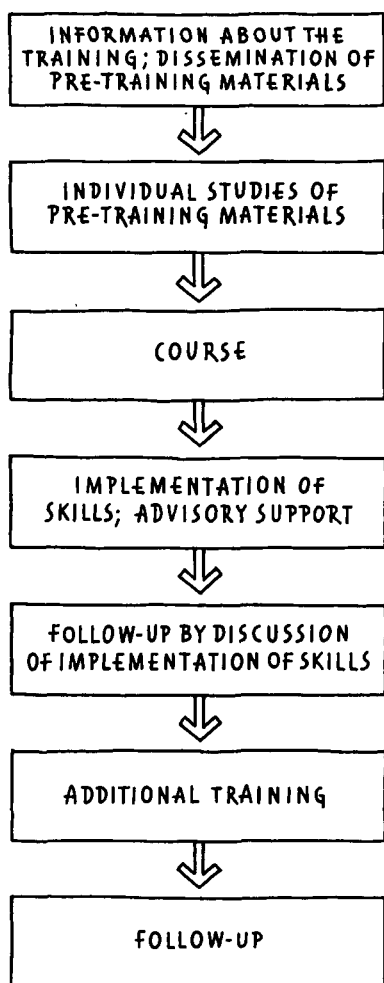 INFORMATION ABOUT THE
TRAINING; DISSEMINATION OF
PRE-TRAINING MATERIALS
INDIVIDUAL STUDIES OF
PRE-TRAINING MATERIALS
COURSE
IMPLEMENTATION OF
SKILLS; ADVISORY SUPPORT
FOLLOW-UP BY DISCUSSION
OF IMPLEMENTATION OF SKILLS
ADDITIONAL TRAINING
FOLLOW-UP